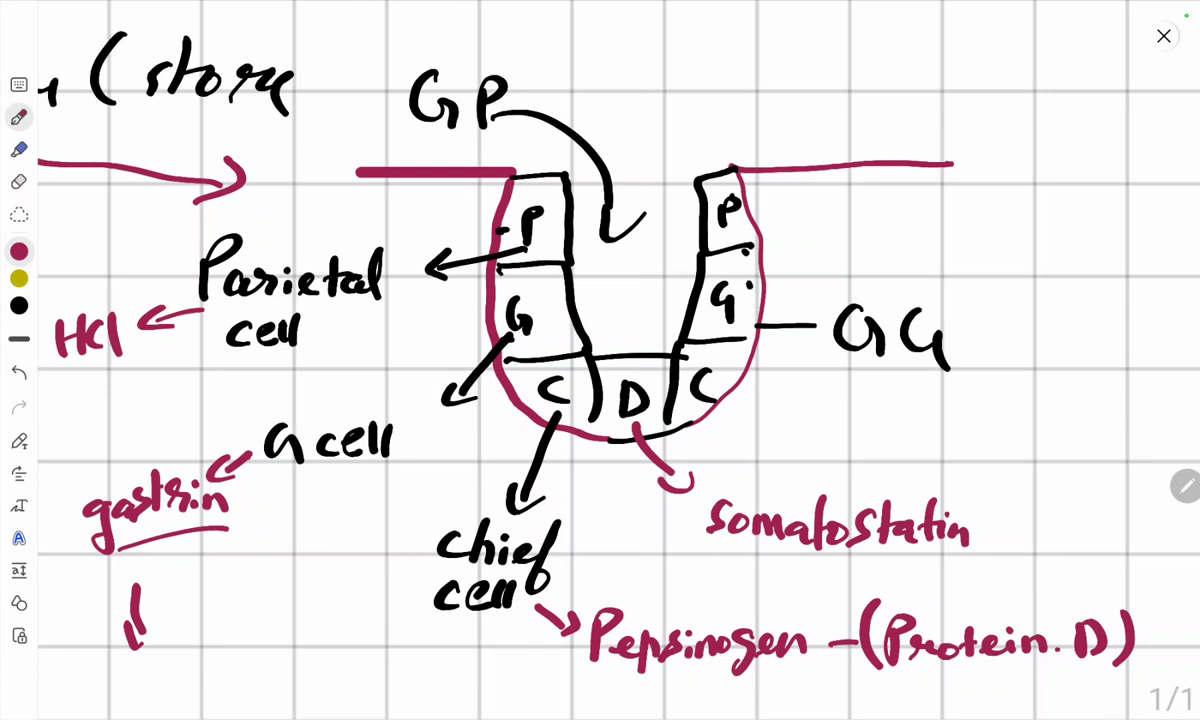 (store
GP
P
P
Parietal
cell
HCl
G
G
GG
C
D
C
G cell
gastrin
somatostatin
chief
cell
Pepsinogen - (Protein. D)
1/1